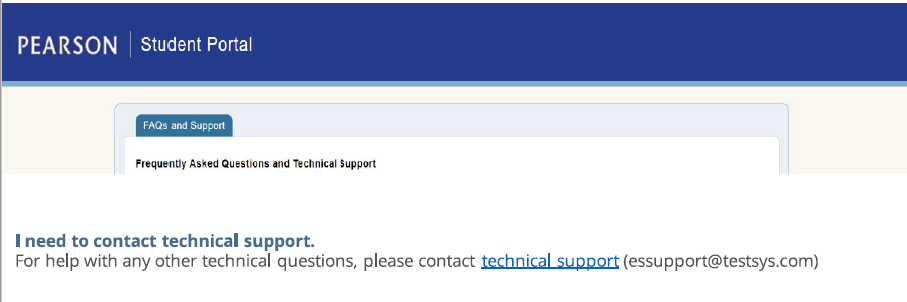 PEARSON Student Portal
FAQs and Support
Frequently Asked Questions and Technical Support
I need to contact technical support.
For help with any other technical questions, please contact technical support (essupport@testsys.com)